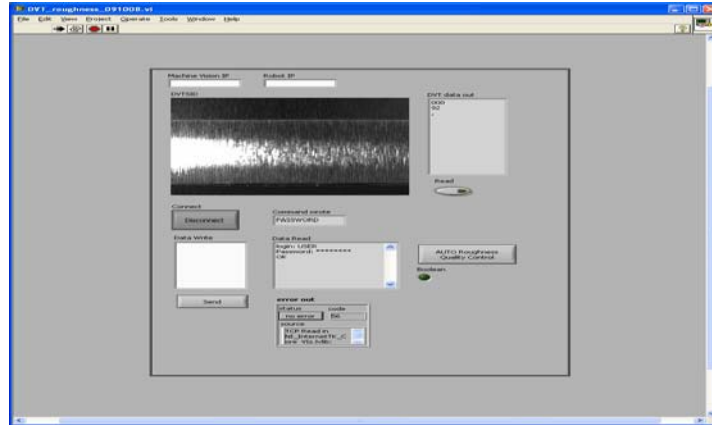 DVT_roughness_091008.vi
File Edit View Project Operate Tools Window Help
Machine Vision IP
Robot IP
DVTSID
DVT data out
000
92
Read
Connect
Disconnect
Command wrote
PASSWORD
Data Write
Data Read
login: USER
Password: ********
OK
AUTO Roughness
Quality Control
Boolean
Send
error out
status code
no error 56
source
TCP Read in